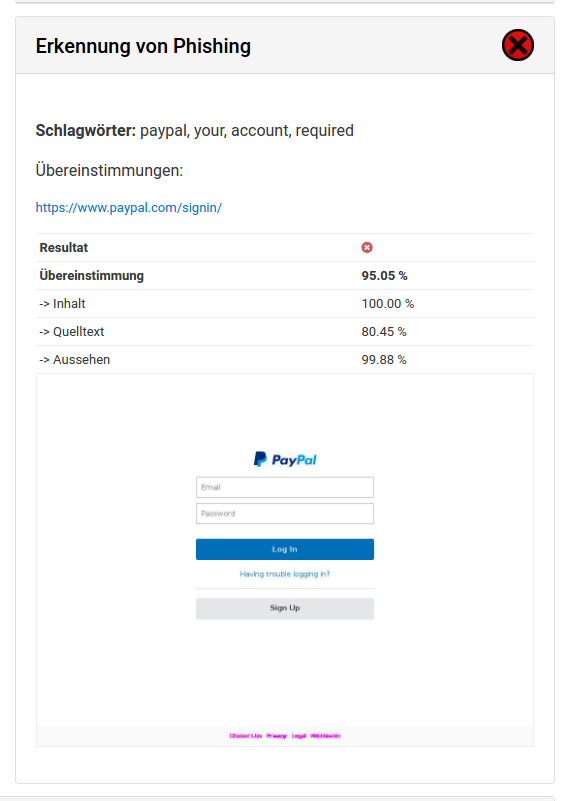 Erkennung von Phishing
Schlagwörter: paypal, your, account, required
Übereinstimmungen:
https://www.paypal.com/signin/
Resultat
Übereinstimmung 95.05 %
-> Inhalt 100.00 %
-> Quelltext 80.45 %
-> Aussehen 99.88 %
PayPal
Email
Password
Log In
Having trouble logging in?
Sign Up
Privacy Legal Worldwide